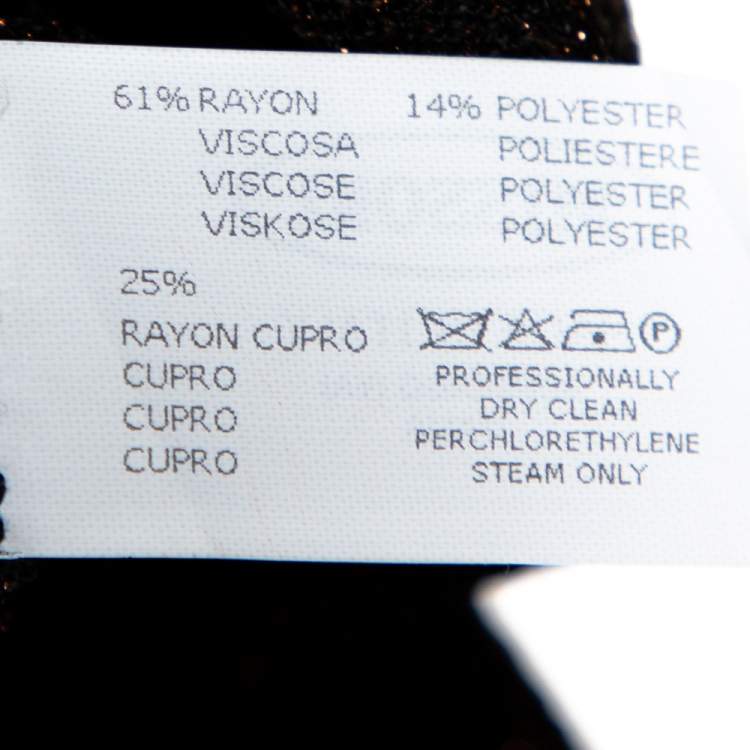 61% RAYON
VISCOSA
VISCOSE
VISKOSE
25%
RAYON CUPRO
CUPRO
CUPRO
CUPRO
14% POLYESTER
POLIESTERE
POLYESTER
POLYESTER
P
PROFESSIONALLY
DRY CLEAN
PERCHLORETHYLENE
STEAM ONLY